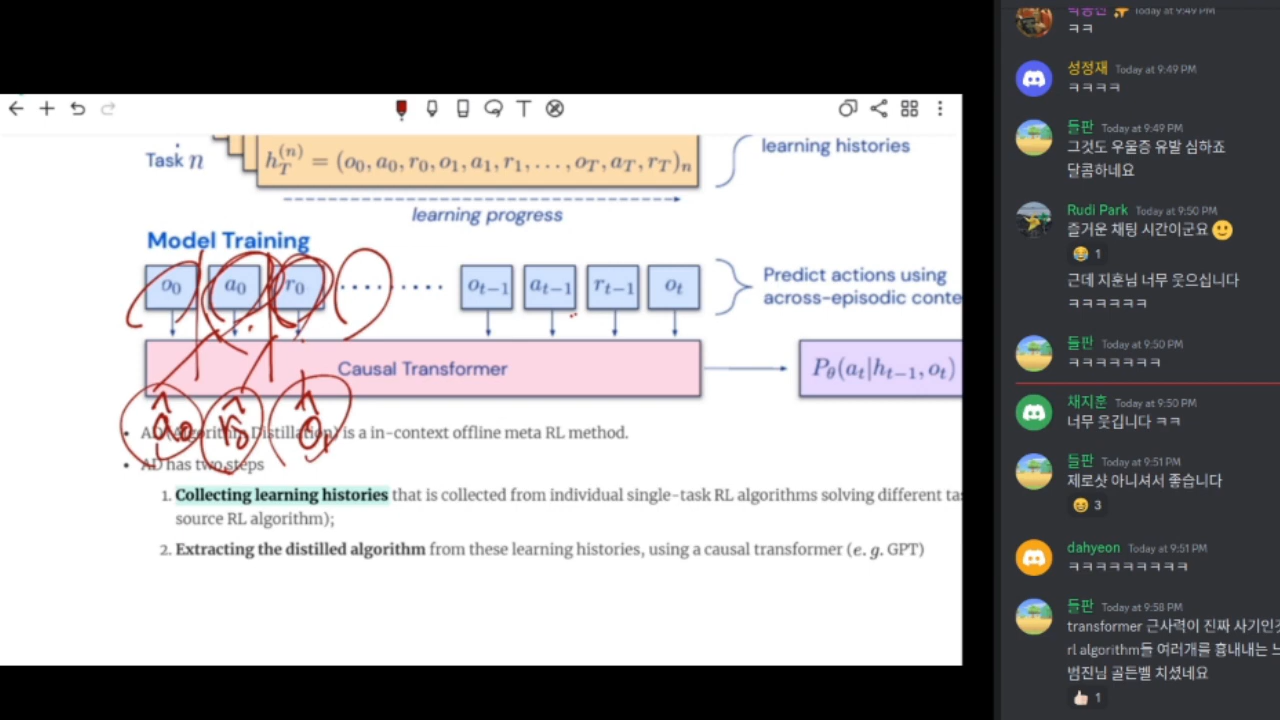 learning histories
Task n
h_T^(n) = (o_0, a_0, r_0, o_1, a_1, r_1, ..., o_T, a_T, r_T)_n
learning progress
Model Training
o_0 a_0 r_0 ......... o_{t−1} a_{t−1} r_{t−1} o_t
Predict actions using
across-episodic conte
Causal Transformer
P_θ(a_t|h_{t−1}, o_t)
â_0 r̂_0 ô_1
• AD(Algorithm Distillation) is a in-context offline meta RL method.
• AD has two steps
1. Collecting learning histories that is collected from individual single-task RL algorithms solving different ta
source RL algorithm);
2. Extracting the distilled algorithm from these learning histories, using a causal transformer (e. g. GPT)
Today at 9:49 PM
ㅋㅋ
성정재 Today at 9:49 PM
ㅋㅋㅋㅋ
들판 Today at 9:49 PM
그것도 우울증 유발 심하죠
달콤하네요
Rudi Park Today at 9:50 PM
즐거운 채팅 시간이군요
1
근데 지훈님 너무 웃으십니다
ㅋㅋㅋㅋㅋㅋ
들판 Today at 9:50 PM
ㅋㅋㅋㅋㅋㅋㅋ
채지훈 Today at 9:50 PM
너무 웃깁니다 ㅋㅋ
들판 Today at 9:51 PM
제로샷 아니셔서 좋습니다
3
dahyeon Today at 9:51 PM
ㅋㅋㅋㅋㅋㅋㅋㅋㅋ
들판 Today at 9:58 PM
transformer 근사력이 진짜 사기인
rl algorithm들 여러개를 흉내내는
범진님 골든벨 치셨네요
1